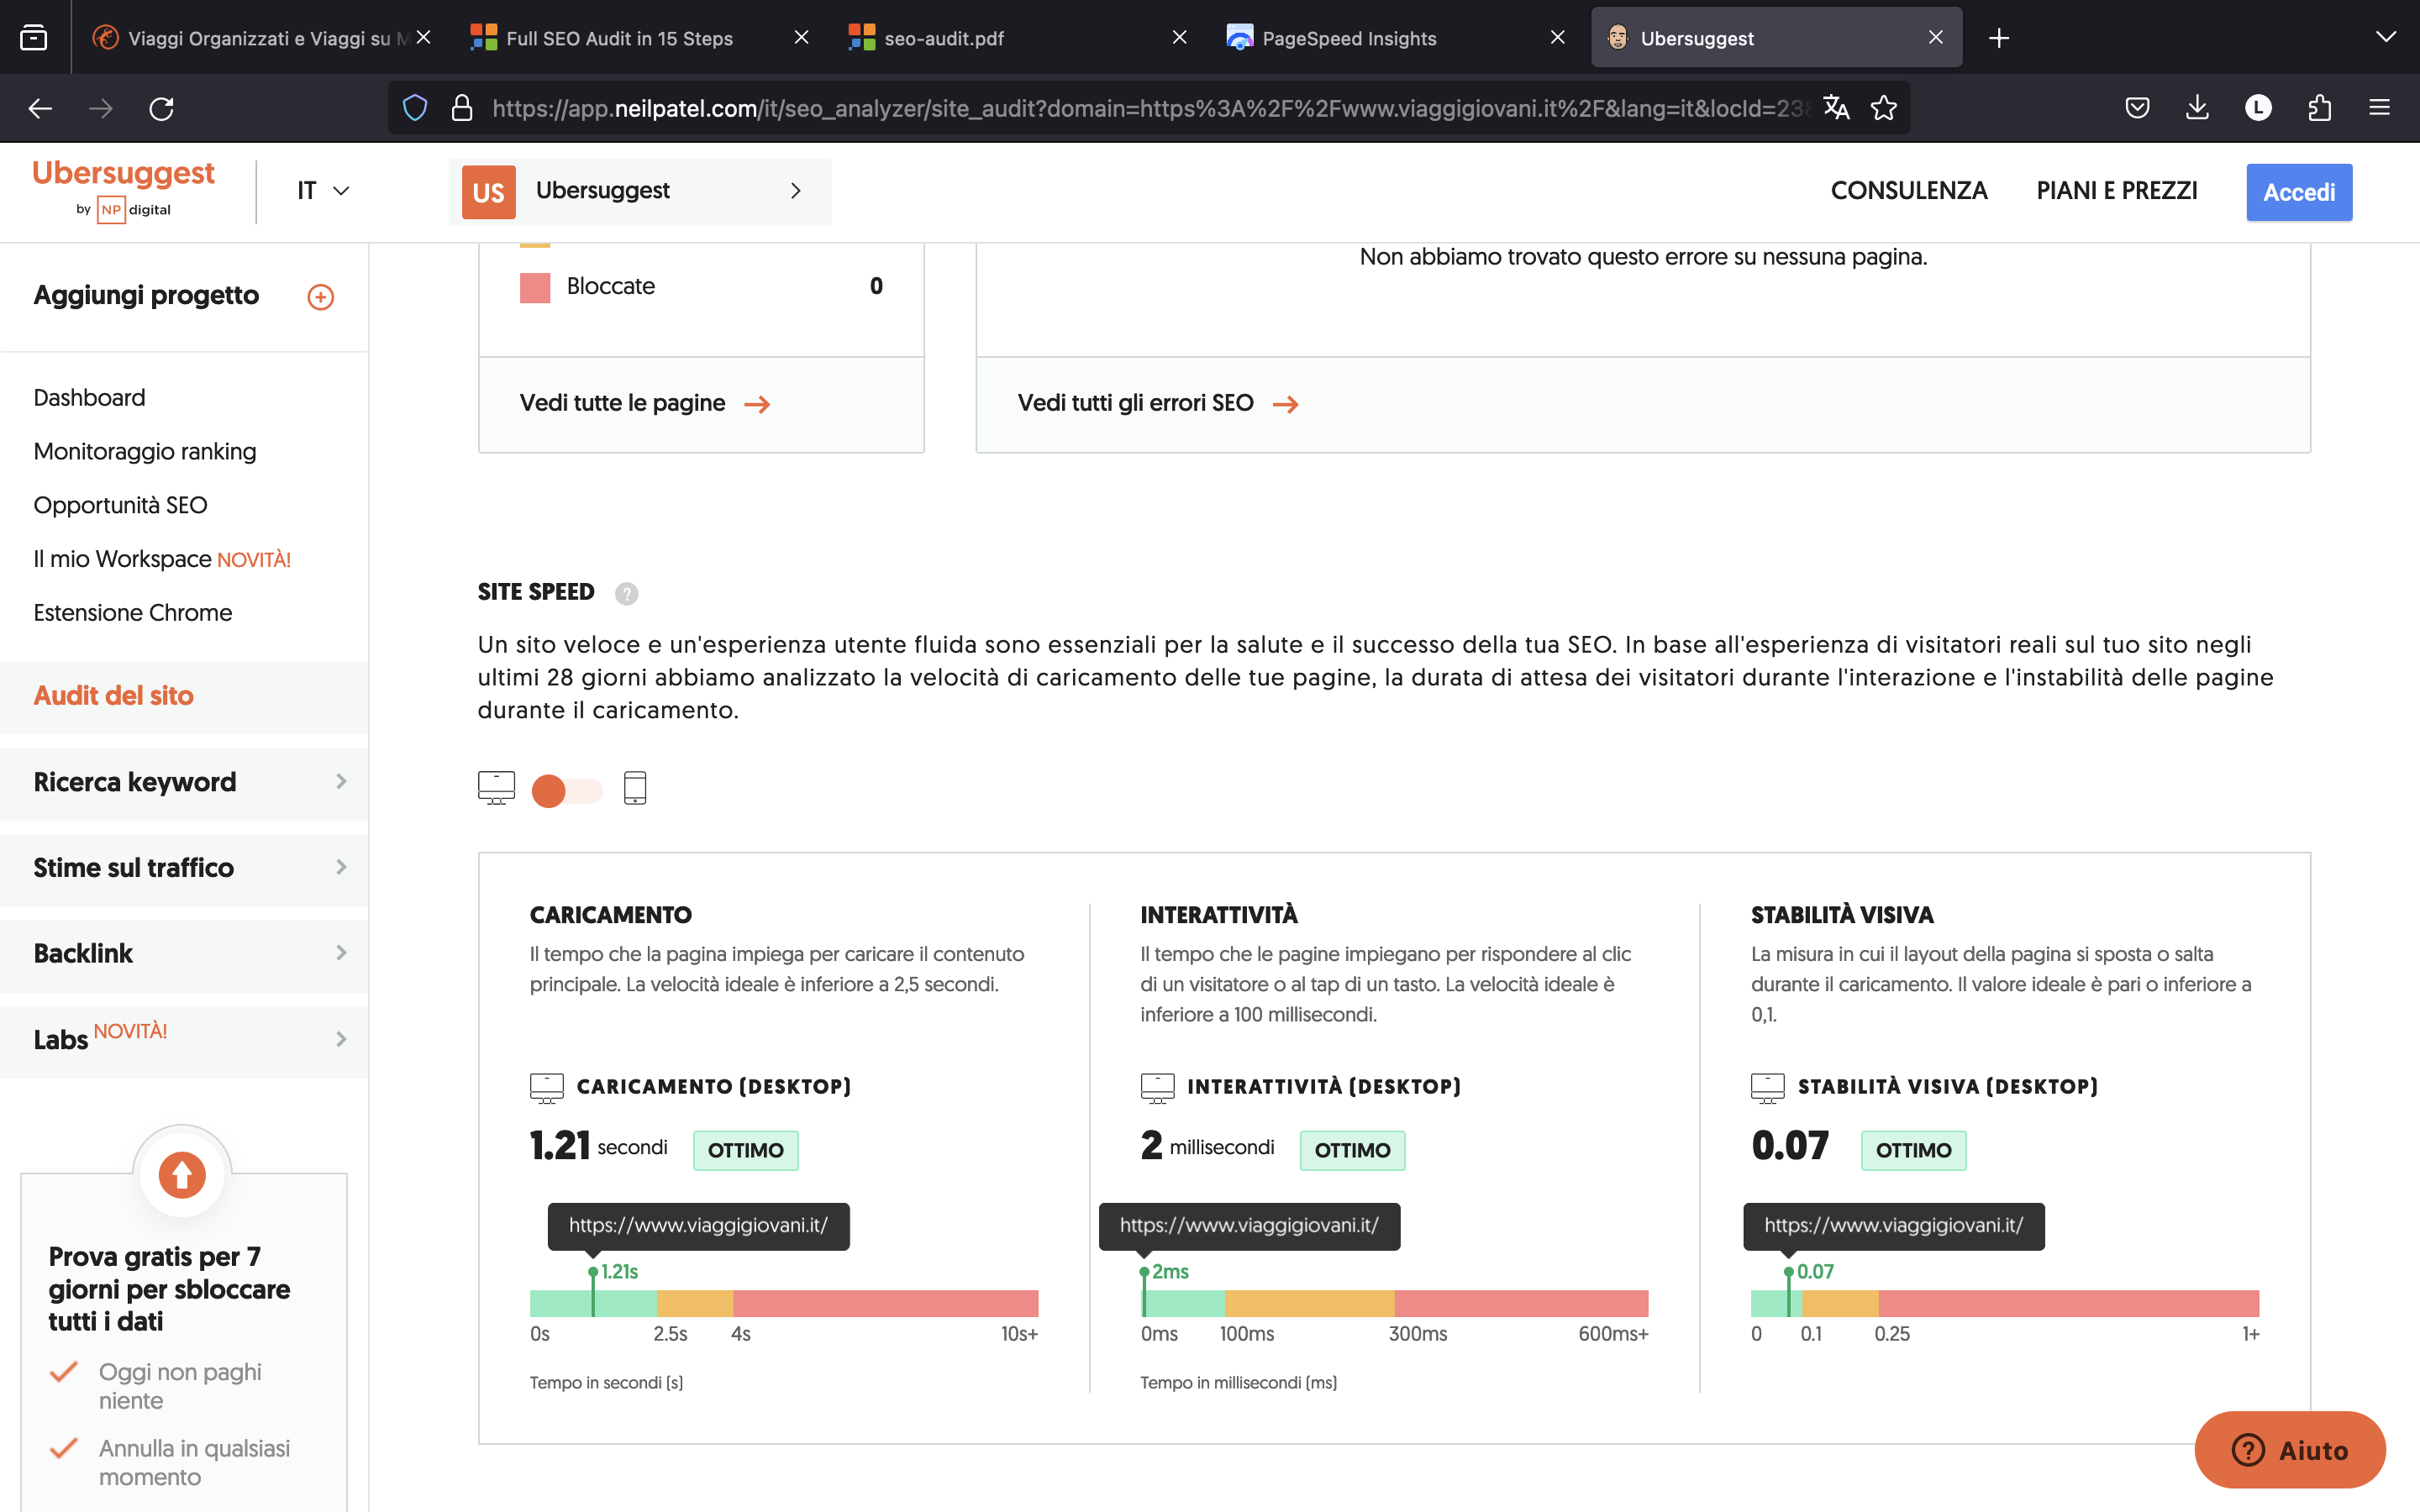 Viaggi Organizzati e Viaggi su M
Full SEO Audit in 15 Steps
seo-audit.pdf
PageSpeed Insights
Ubersuggest
https://app.neilpatel.com/it/seo_analyzer/site_audit?domain=https%3A%2F%2Fwww.viaggigiovani.it%2F&lang=it&locId=238
L
Ubersuggest
by NP digital
IT
US Ubersuggest
CONSULENZA
PIANI E PREZZI
Accedi
Aggiungi progetto
Dashboard
Monitoraggio ranking
Opportunità SEO
Il mio Workspace NOVITÀ!
Estensione Chrome
Audit del sito
Ricerca keyword
Stime sul traffico
Backlink
Labs NOVITÀ!
Prova gratis per 7
giorni per sbloccare
tutti i dati
Oggi non paghi
niente
Annulla in qualsiasi
momento
Bloccate 0
Vedi tutte le pagine
Non abbiamo trovato questo errore su nessuna pagina.
Vedi tutti gli errori SEO
SITE SPEED ?
Un sito veloce e un'esperienza utente fluida sono essenziali per la salute e il successo della tua SEO. In base all'esperienza di visitatori reali sul tuo sito negli
ultimi 28 giorni abbiamo analizzato la velocità di caricamento delle tue pagine, la durata di attesa dei visitatori durante l'interazione e l'instabilità delle pagine
durante il caricamento.
CARICAMENTO
Il tempo che la pagina impiega per caricare il contenuto
principale. La velocità ideale è inferiore a 2,5 secondi.
CARICAMENTO (DESKTOP)
1.21 secondi OTTIMO
https://www.viaggigiovani.it/
1.21s
0s 2.5s 4s 10s+
Tempo in secondi (s)
INTERATTIVITÀ
Il tempo che le pagine impiegano per rispondere al clic
di un visitatore o al tap di un tasto. La velocità ideale è
inferiore a 100 millisecondi.
INTERATTIVITÀ (DESKTOP)
2 millisecondi OTTIMO
https://www.viaggigiovani.it/
2ms
0ms 100ms 300ms 600ms+
Tempo in millisecondi (ms)
STABILITÀ VISIVA
La misura in cui il layout della pagina si sposta o salta
durante il caricamento. Il valore ideale è pari o inferiore a
0,1.
STABILITÀ VISIVA (DESKTOP)
0.07 OTTIMO
https://www.viaggigiovani.it/
0.07
0 0.1 0.25 1+
? Aiuto